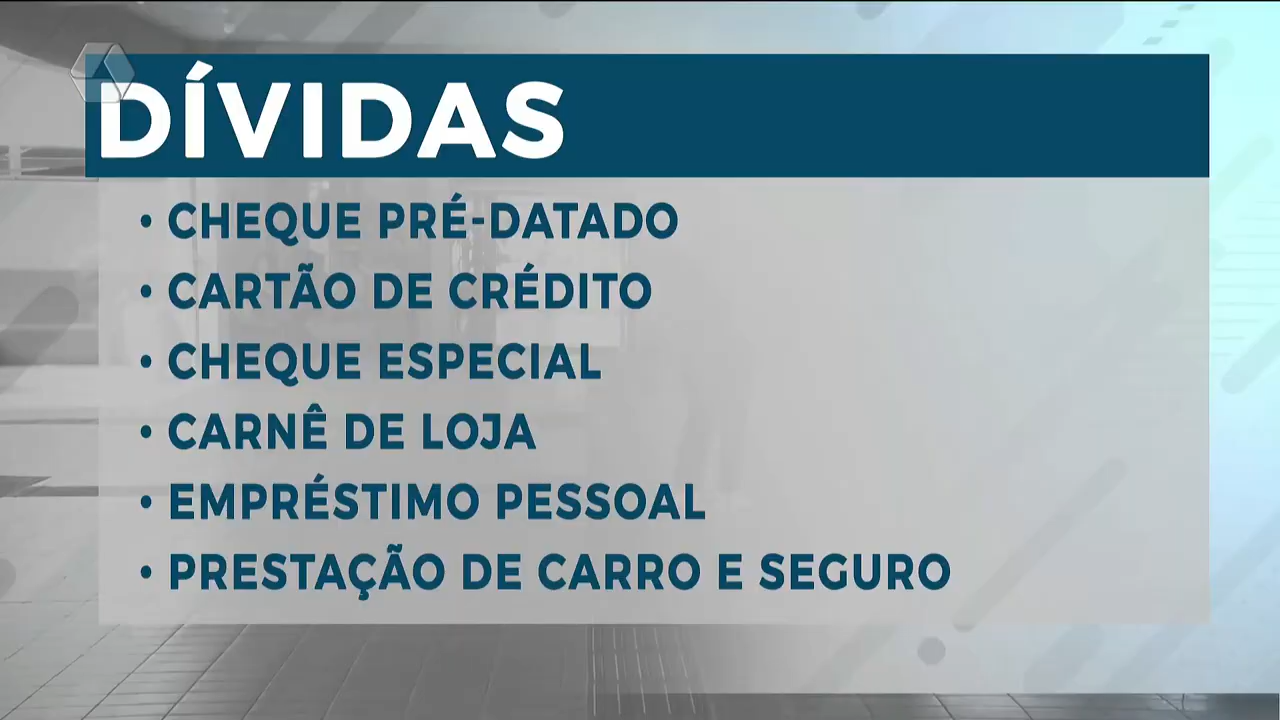 DÍVIDAS
• CHEQUE PRÉ-DATADO
• CARTÃO DE CRÉDITO
• CHEQUE ESPECIAL
• CARNÊ DE LOJA
• EMPRÉSTIMO PESSOAL
• PRESTAÇÃO DE CARRO E SEGURO